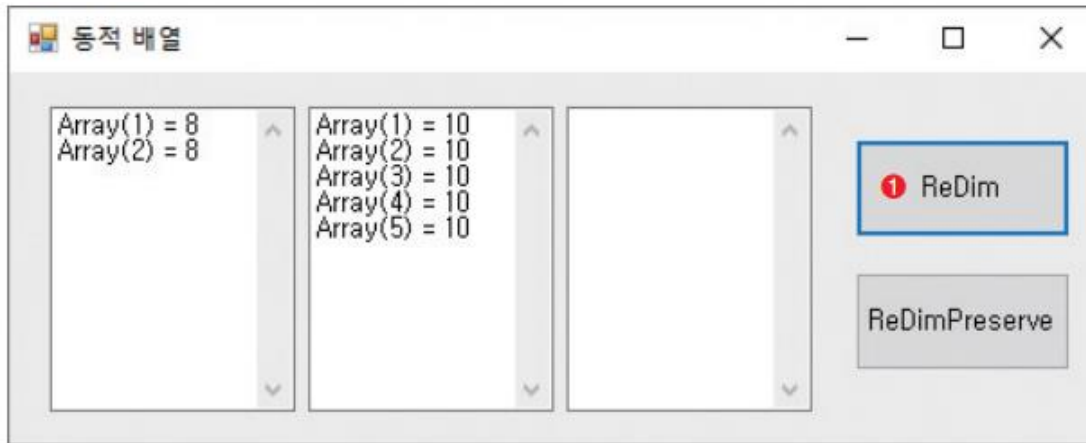 동적 배열
Array(1) = 8
Array(2) = 8
Array(1) = 10
Array(2) = 10
Array(3) = 10
Array(4) = 10
Array(5) = 10
❶ ReDim
ReDimPreserve